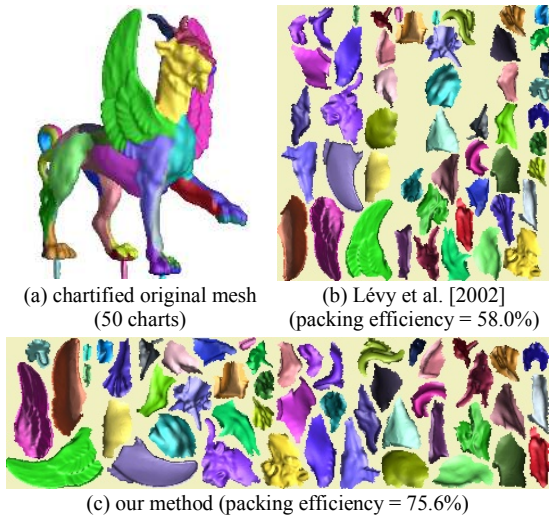 (a) chartified original mesh
(50 charts)
(b) Lévy et al. [2002]
(packing efficiency = 58.0%)
(c) our method (packing efficiency = 75.6%)